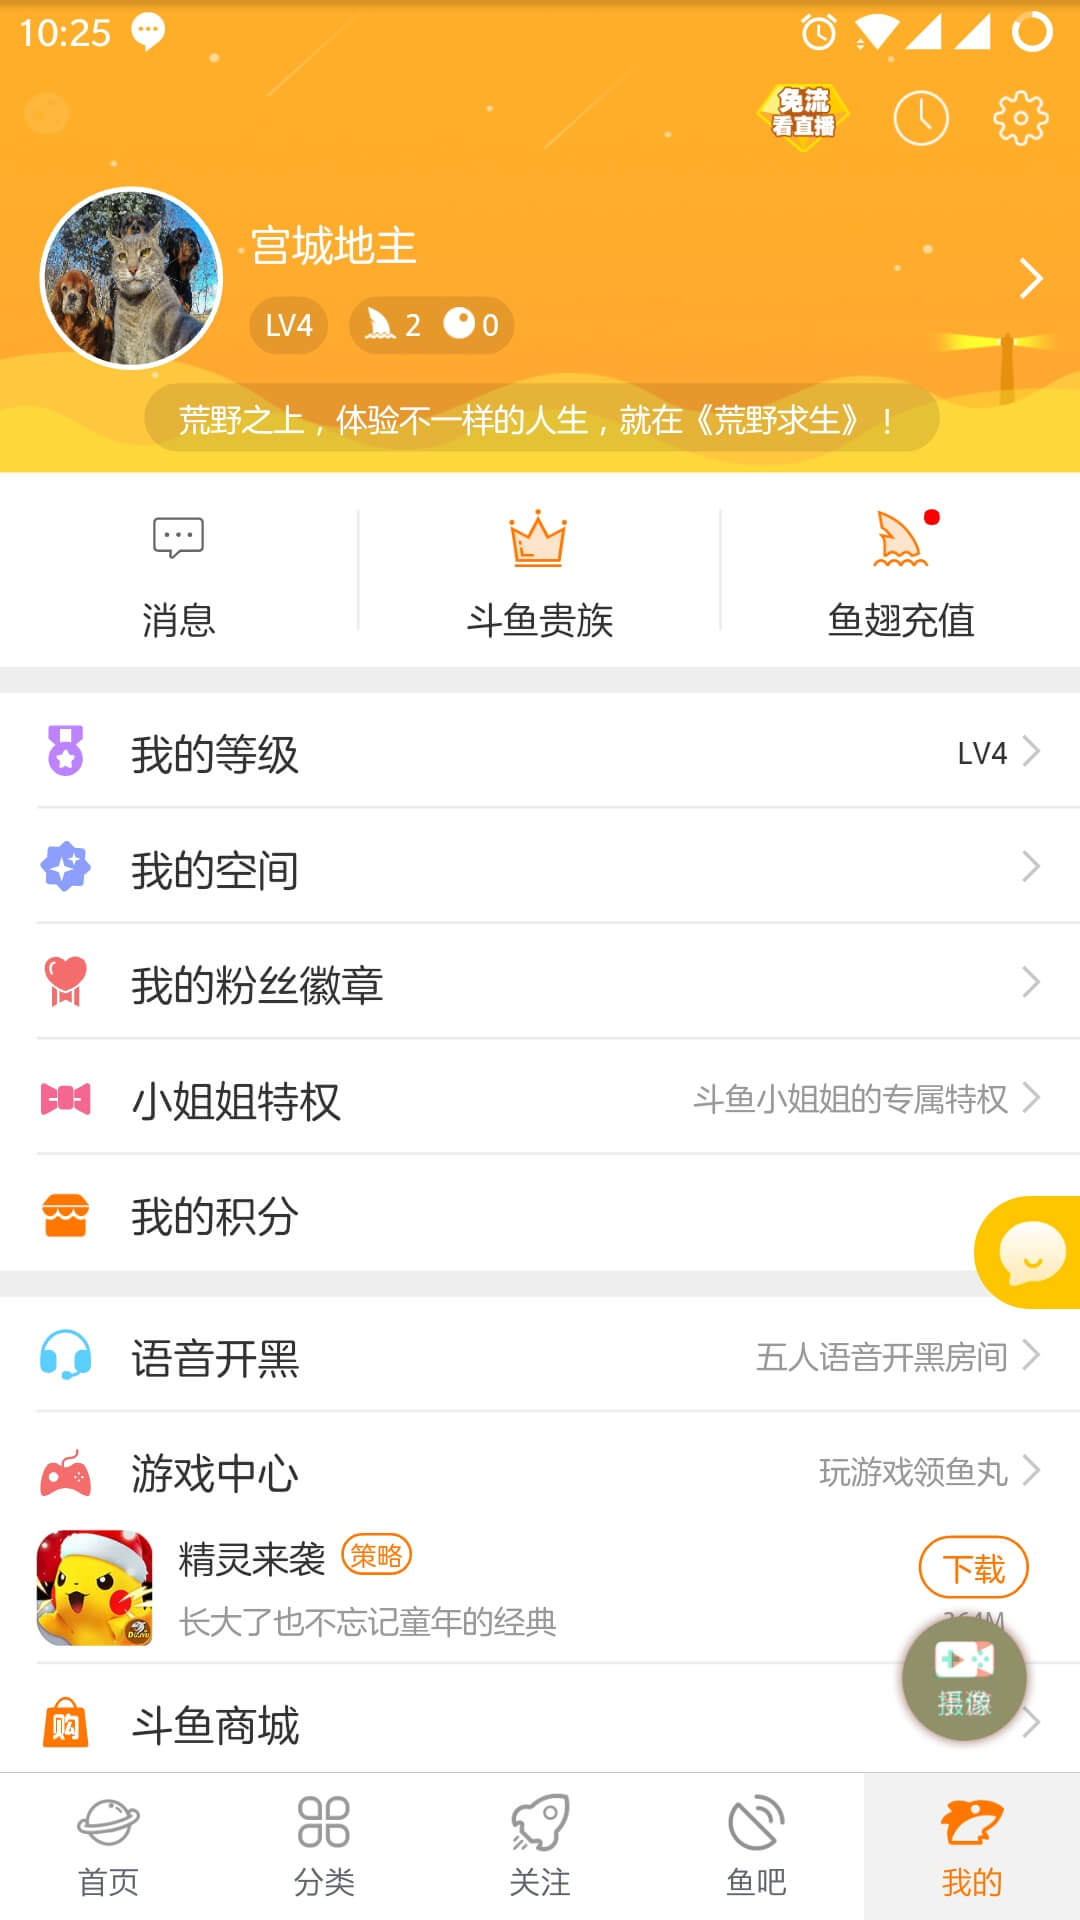 10:25
免流
看直播
宫城地主
LV4 2 0
荒野之上，体验不一样的人生，就在《荒野求生》！
消息 斗鱼贵族 鱼翅充值
我的等级 LV4
我的空间
我的粉丝徽章
小姐姐特权 斗鱼小姐姐的专属特权
我的积分
语音开黑 五人语音开黑房间
游戏中心 玩游戏领鱼丸
精灵来袭 策略 下载
长大了也不忘记童年的经典
购 斗鱼商城
首页 分类 关注 鱼吧 我的